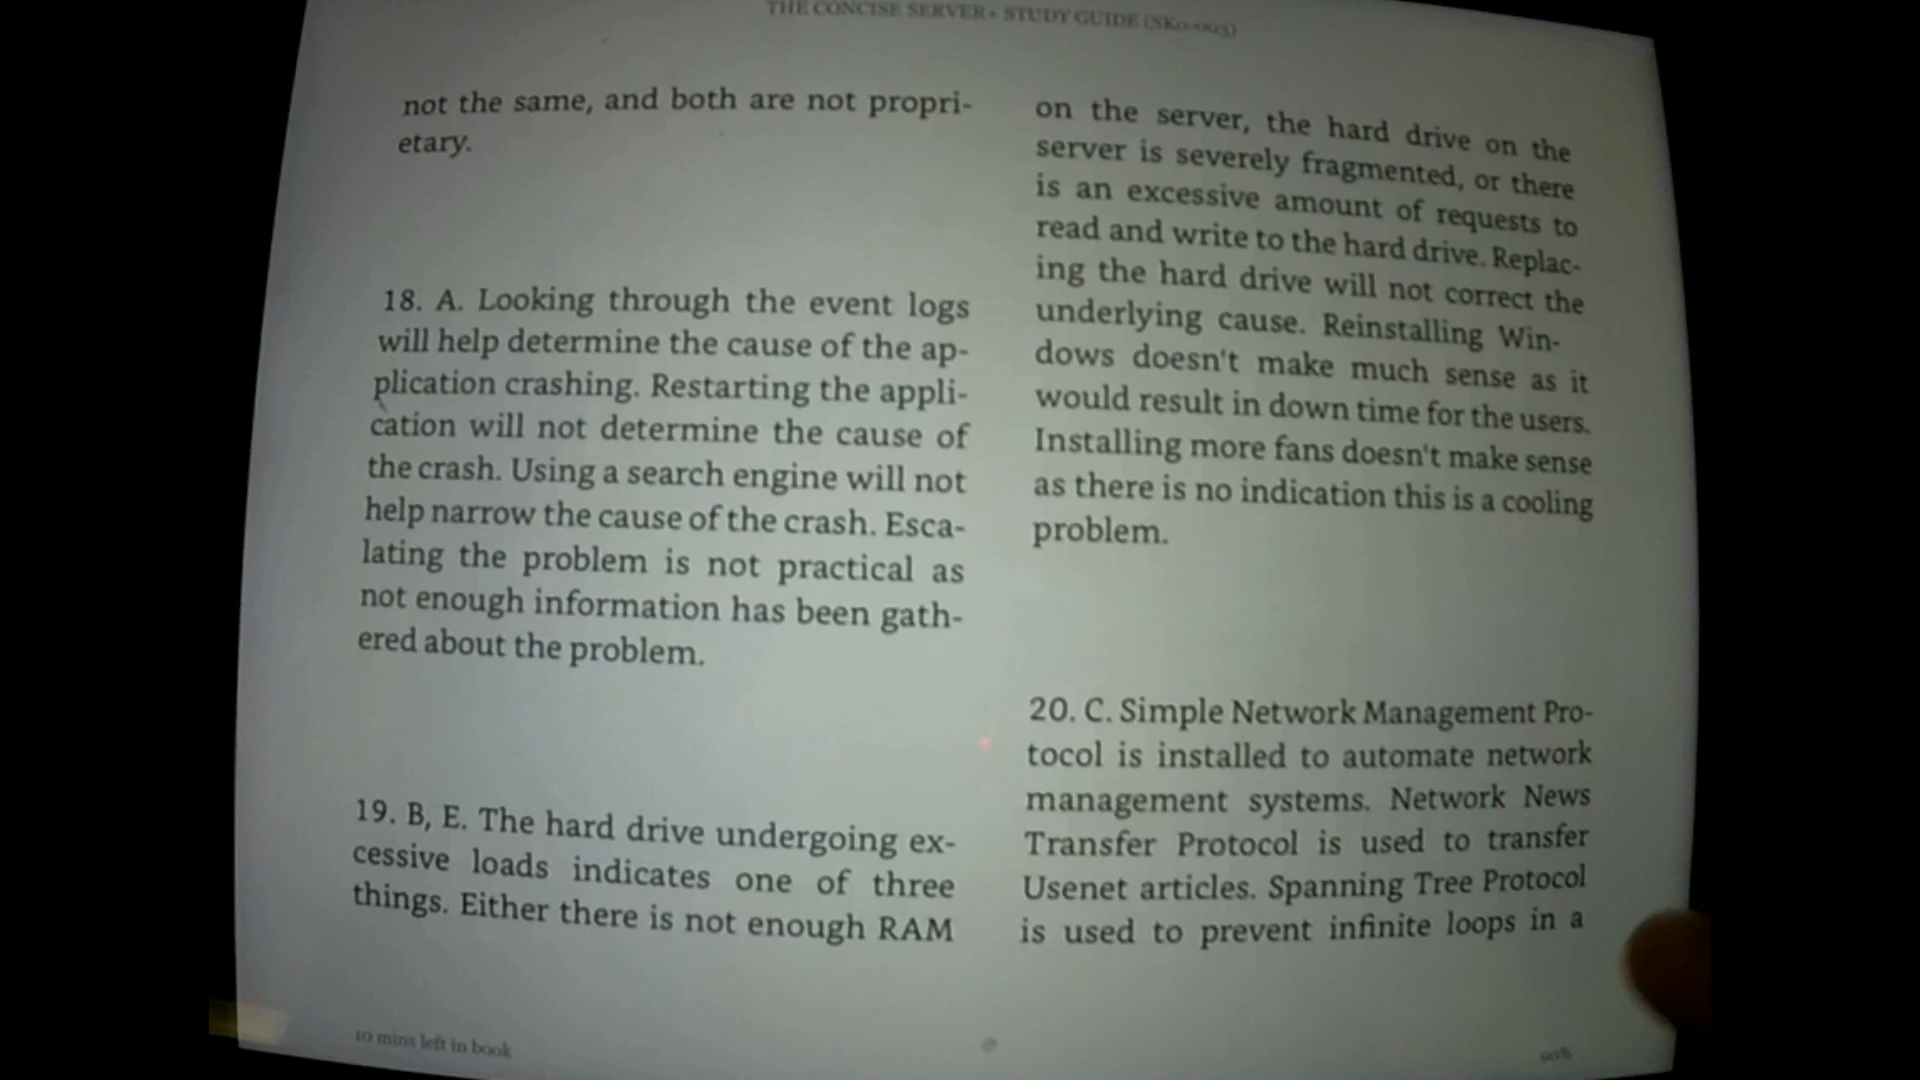 THE CONCISE SERVER+ STUDY GUIDE (SK0-003)
not the same, and both are not propri-
etary.
18. A. Looking through the event logs
will help determine the cause of the ap-
plication crashing. Restarting the appli-
cation will not determine the cause of
the crash. Using a search engine will not
help narrow the cause of the crash. Esca-
lating the problem is not practical as
not enough information has been gath-
ered about the problem.
19. B, E. The hard drive undergoing ex-
cessive loads indicates one of three
things. Either there is not enough RAM
on the server, the hard drive on the
server is severely fragmented, or there
is an excessive amount of requests to
read and write to the hard drive. Replac-
ing the hard drive will not correct the
underlying cause. Reinstalling Win-
dows doesn't make much sense as it
would result in down time for the users.
Installing more fans doesn't make sense
as there is no indication this is a cooling
problem.
20. C. Simple Network Management Pro-
tocol is installed to automate network
management systems. Network News
Transfer Protocol is used to transfer
Usenet articles. Spanning Tree Protocol
is used to prevent infinite loops in a
10 mins left in book
90%